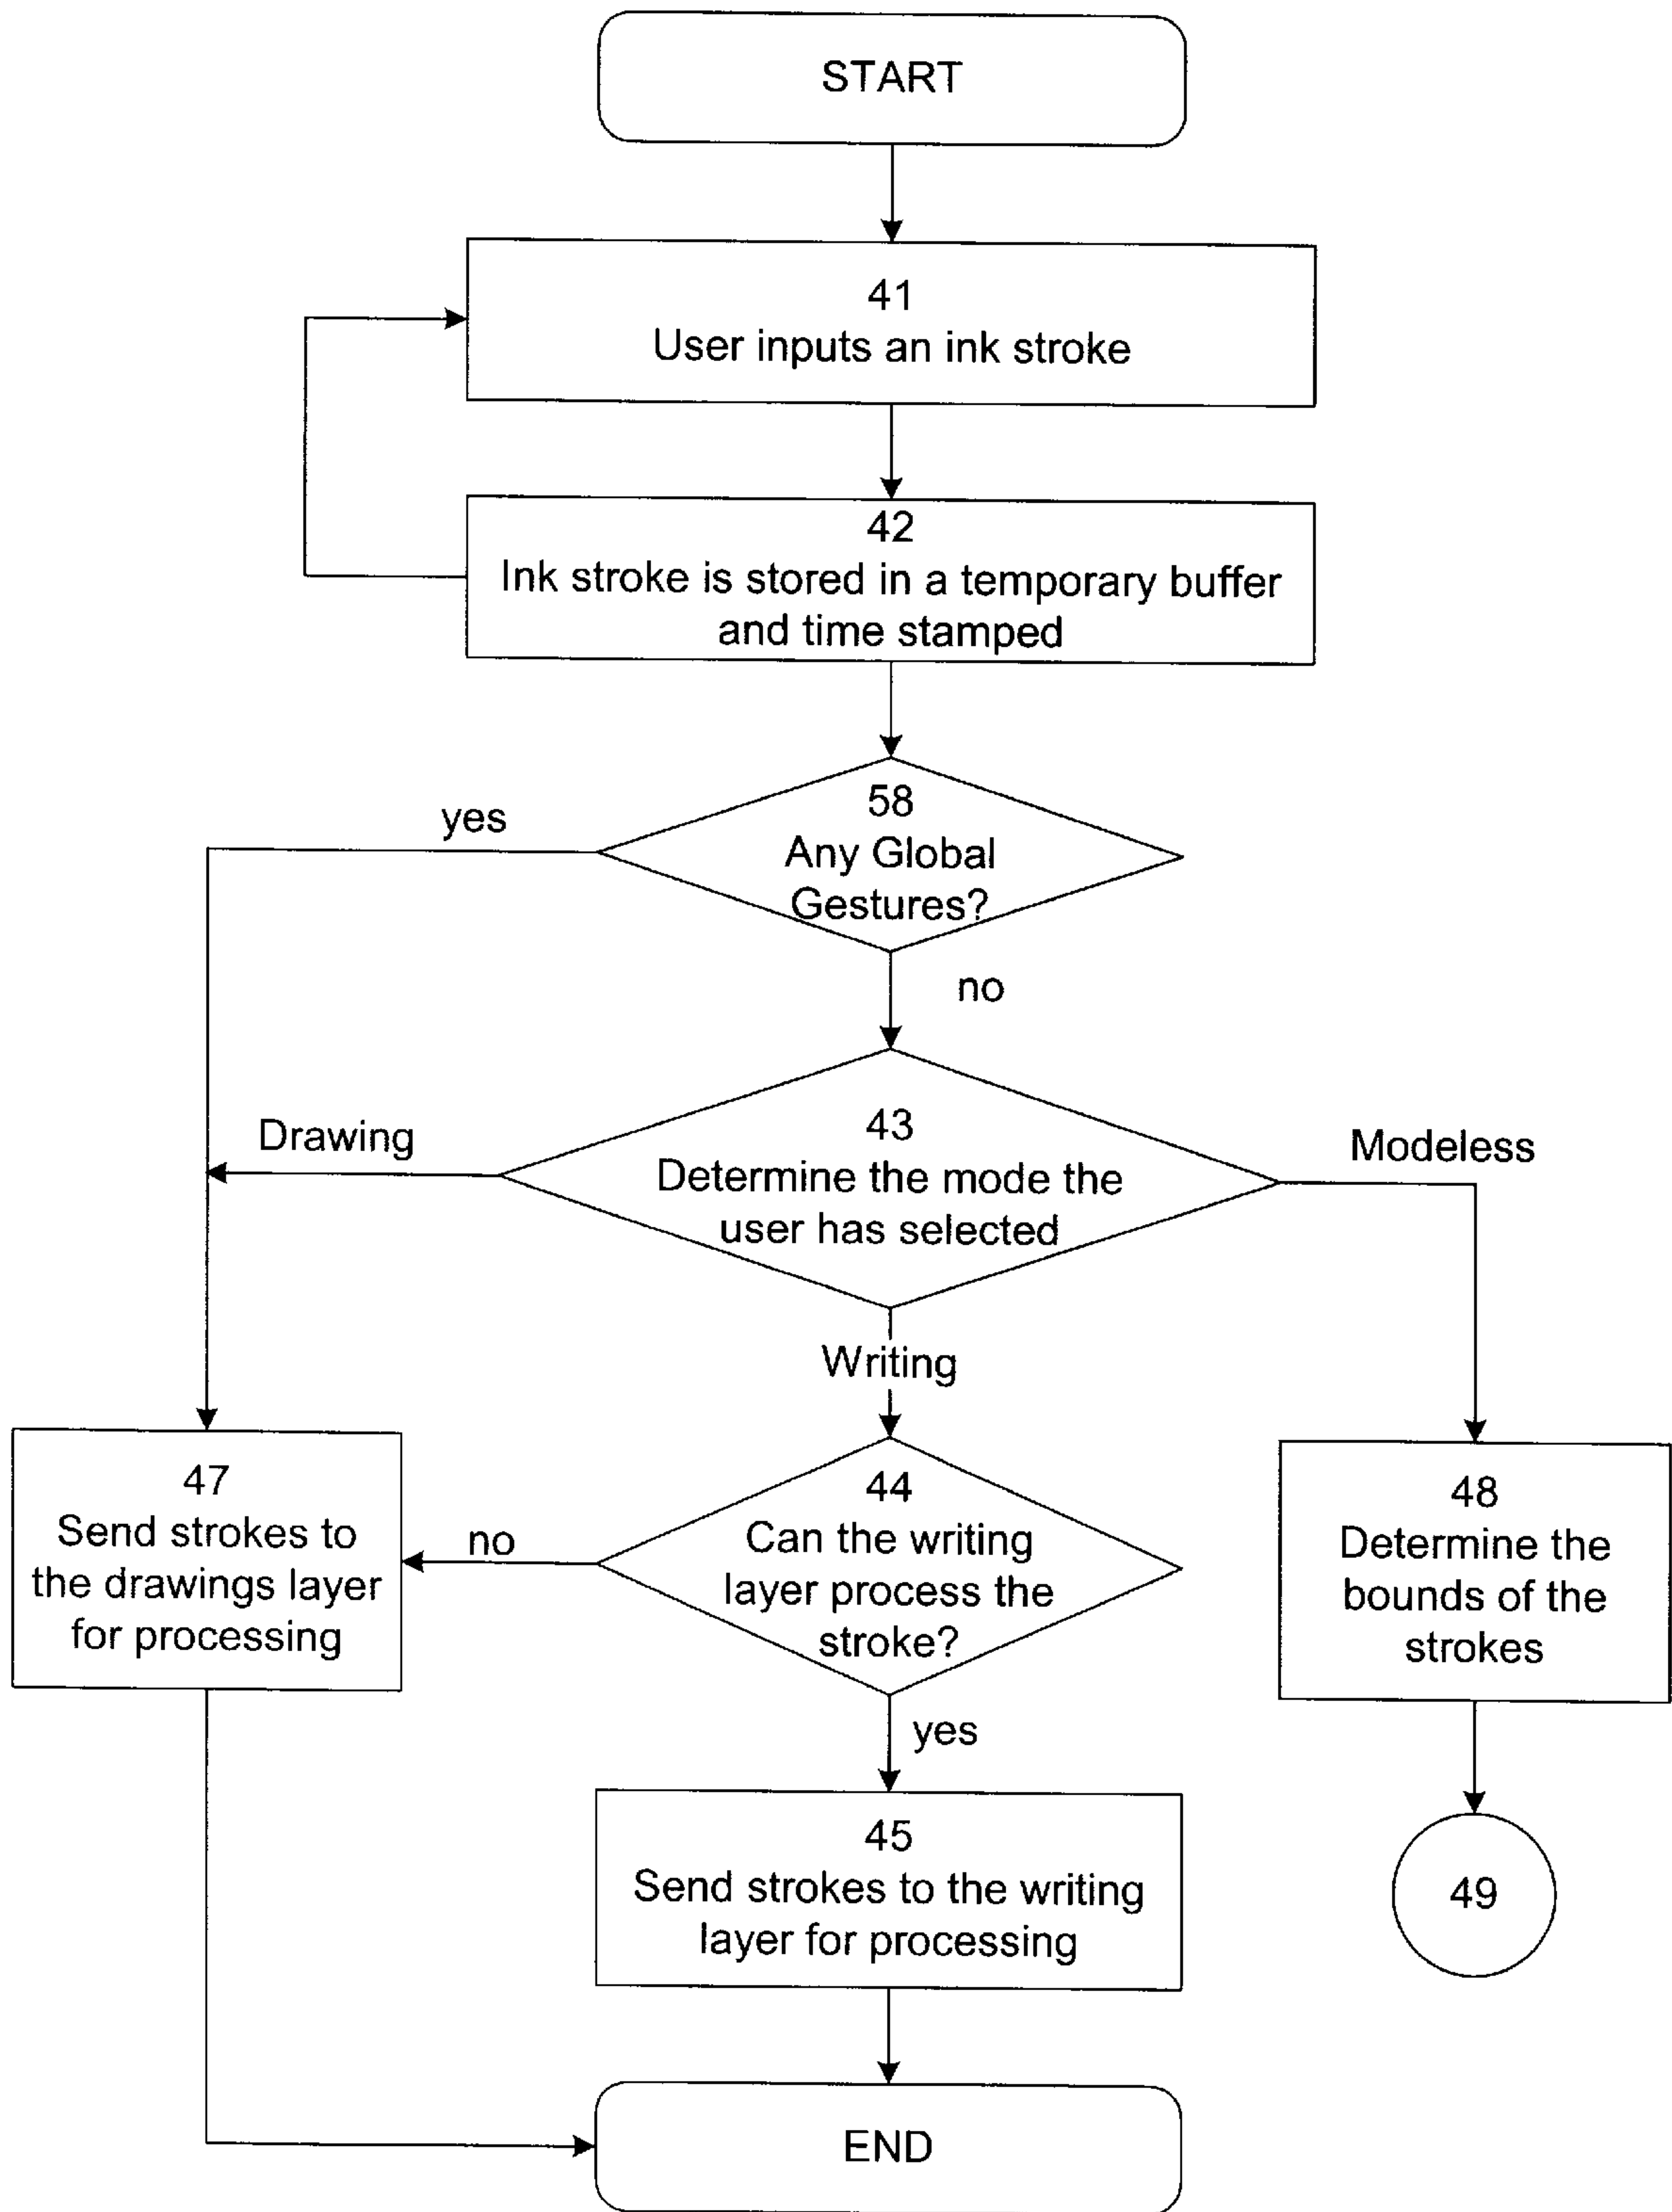 START
41
User inputs an ink stroke
42
Ink stroke is stored in a temporary buffer
and time stamped
58
Any Global
Gestures?
yes
no
43
Determine the mode the
user has selected
Drawing
Modeless
Writing
47
Send strokes to
the drawings layer
for processing
no
44
Can the writing
layer process the
stroke?
48
Determine the
bounds of the
strokes
yes
45
Send strokes to the writing
layer for processing
49
END